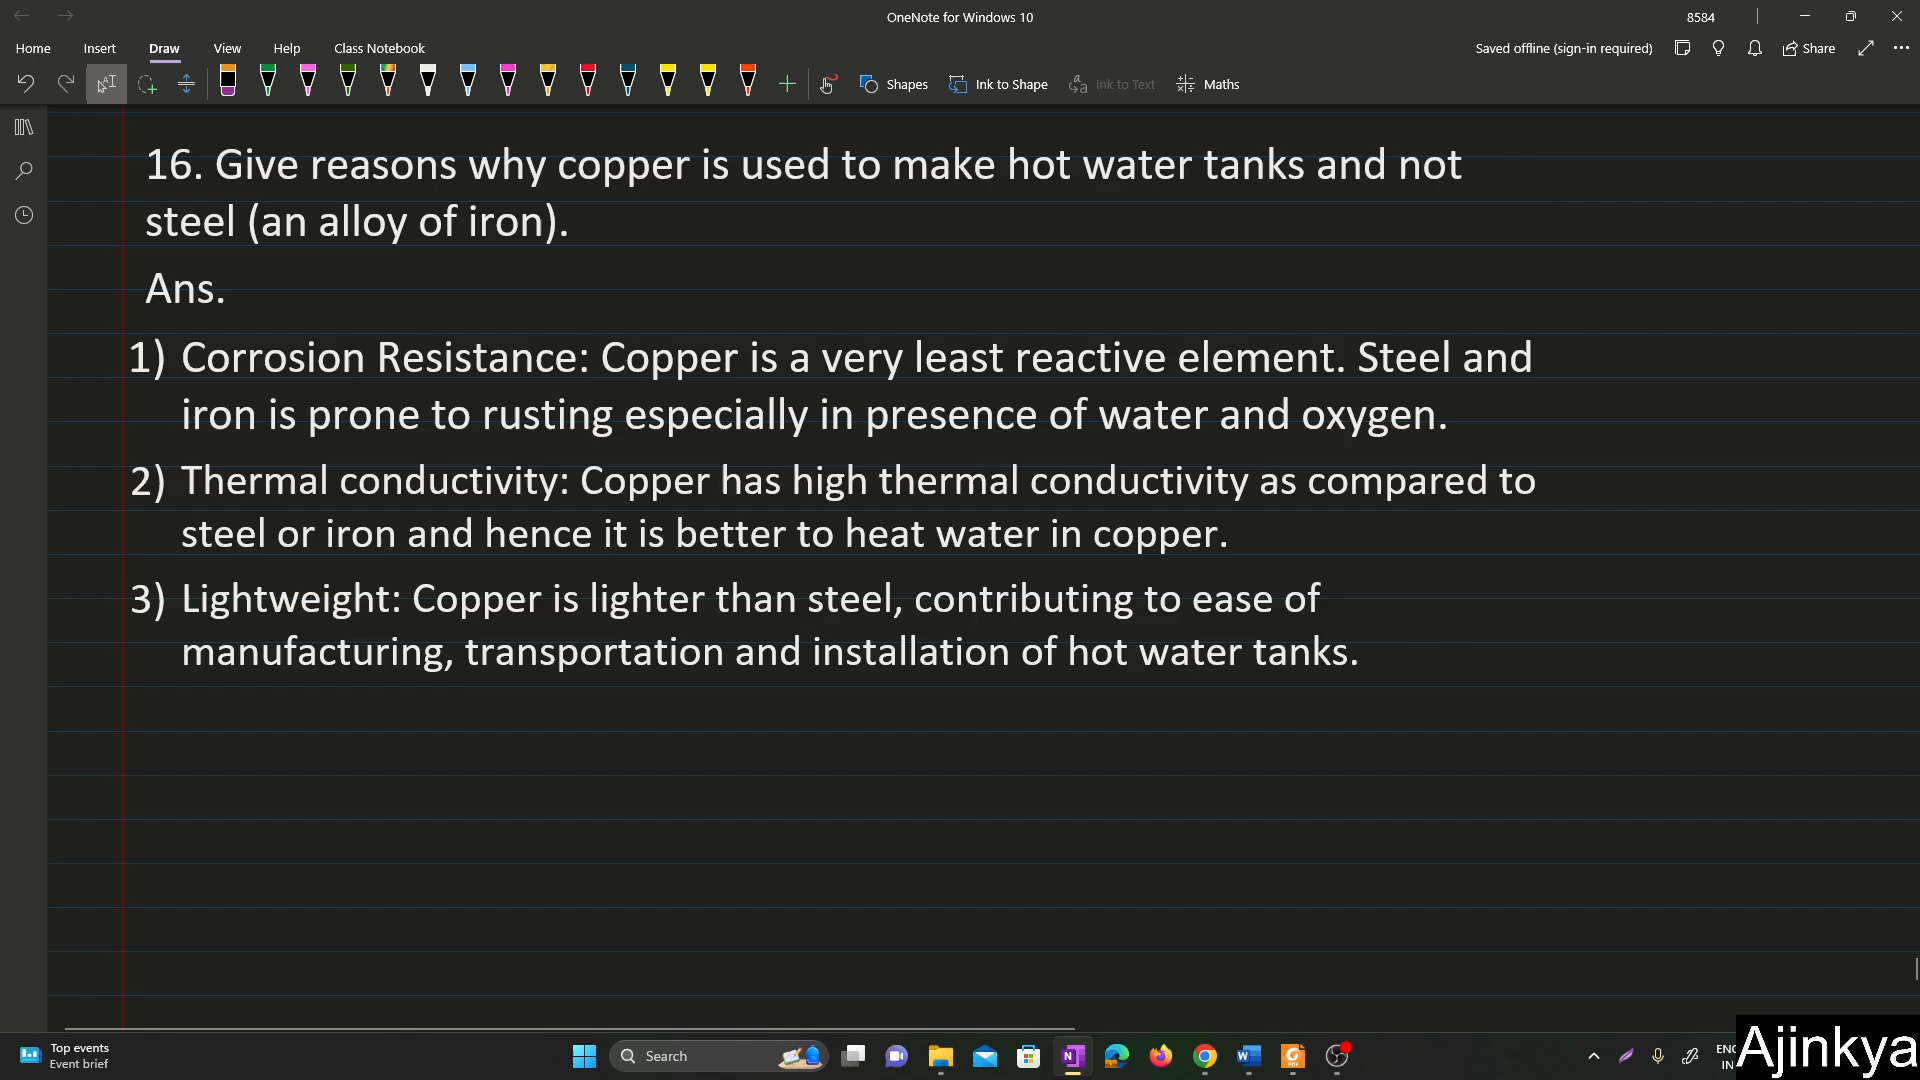 OneNote for Windows 10
8584
Home Insert Draw View Help Class Notebook
Saved offline (sign-in required)
Share
Shapes
Ink to Shape
Ink to Text
Maths
16. Give reasons why copper is used to make hot water tanks and not
steel (an alloy of iron).
Ans.
1) Corrosion Resistance: Copper is a very least reactive element. Steel and
iron is prone to rusting especially in presence of water and oxygen.
2) Thermal conductivity: Copper has high thermal conductivity as compared to
steel or iron and hence it is better to heat water in copper.
3) Lightweight: Copper is lighter than steel, contributing to ease of
manufacturing, transportation and installation of hot water tanks.
Top events
Event brief
Search
ENG
IN
Ajinkya